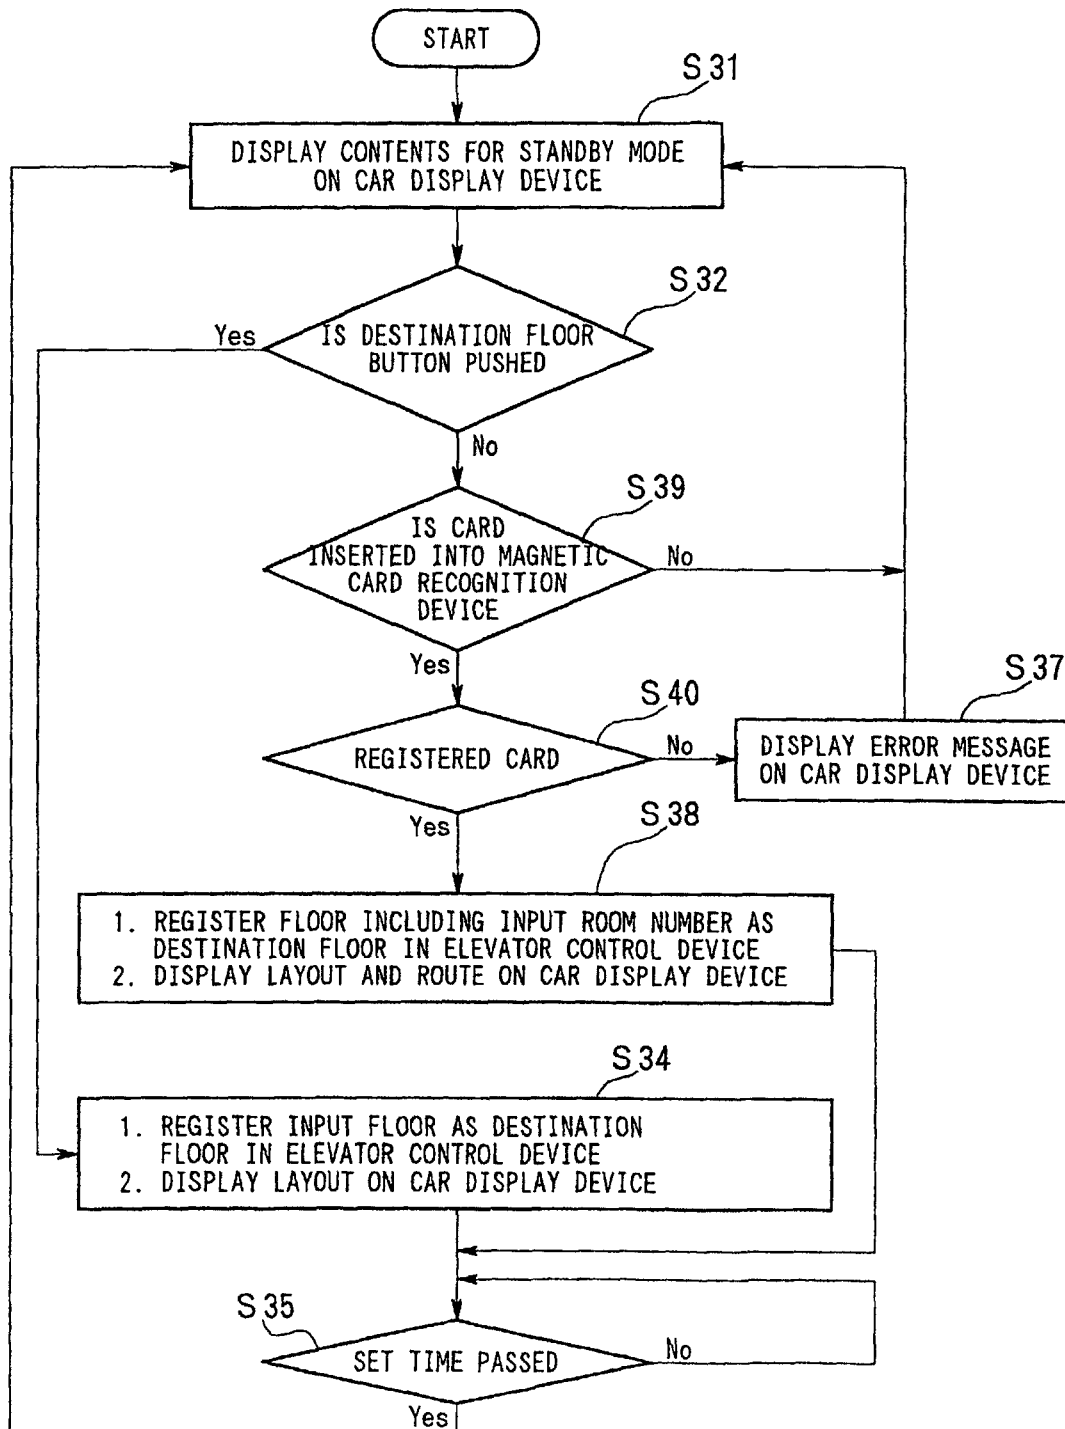 START
S31
DISPLAY CONTENTS FOR STANDBY MODE
ON CAR DISPLAY DEVICE
S32
Yes
IS DESTINATION FLOOR
BUTTON PUSHED
No
S39
IS CARD
INSERTED INTO MAGNETIC
CARD RECOGNITION
DEVICE
No
Yes
S40
REGISTERED CARD
No
S37
DISPLAY ERROR MESSAGE
ON CAR DISPLAY DEVICE
Yes
S38
1. REGISTER FLOOR INCLUDING INPUT ROOM NUMBER AS
DESTINATION FLOOR IN ELEVATOR CONTROL DEVICE
2. DISPLAY LAYOUT AND ROUTE ON CAR DISPLAY DEVICE
S34
1. REGISTER INPUT FLOOR AS DESTINATION
FLOOR IN ELEVATOR CONTROL DEVICE
2. DISPLAY LAYOUT ON CAR DISPLAY DEVICE
S35
SET TIME PASSED
No
Yes